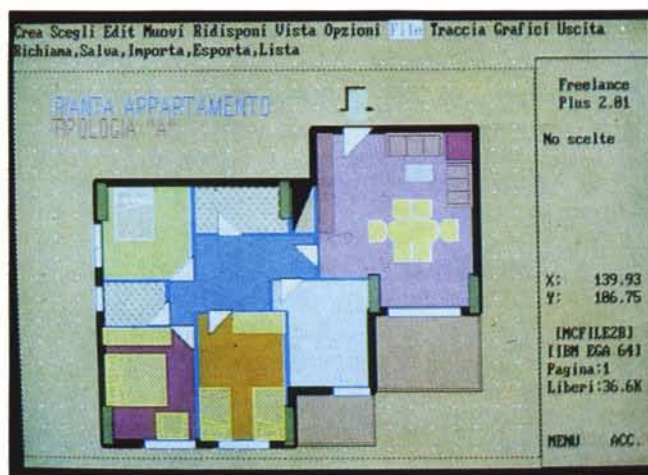 Crea Scegli Edit Muovi Ridisponi Vista Opzioni File Traccia Grafici Uscita
Richiama,Salva,Importa,Esporta,Lista
Freelance
Plus 2.01
No scelte
PIANTA APPARTAMENTO
TIPOLOGIA "A"
X: 139.93
Y: 106.75
[MCFILE2B]
[IBM EGA 64]
Pagina:1
Liberi:36.6K
MENU ACC.